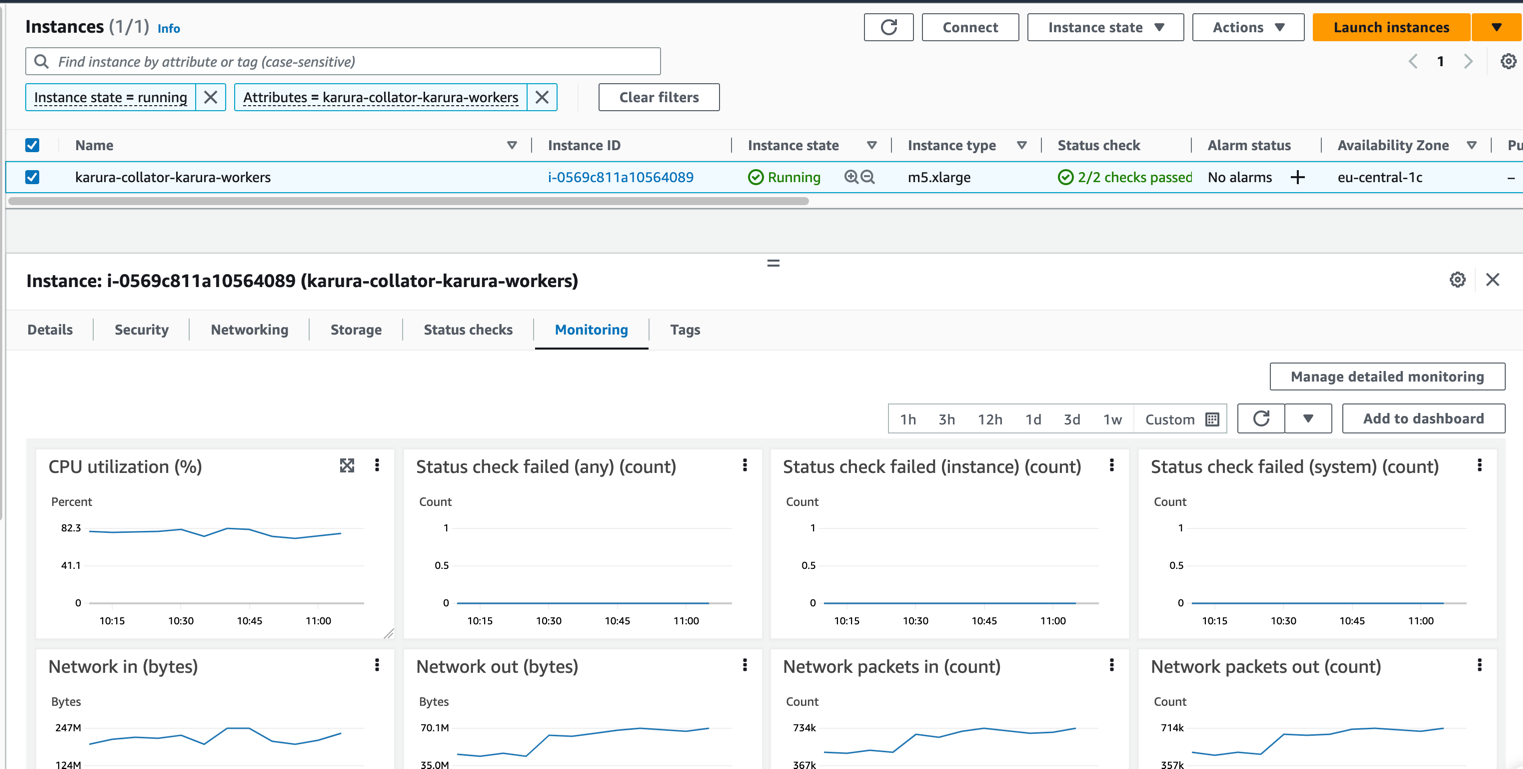 Instances (1/1) Info
Connect Instance state Actions Launch instances
Find instance by attribute or tag (case-sensitive)
1
Instance state = running Attributes = karura-collator-karura-workers Clear filters
Name Instance ID Instance state Instance type Status check Alarm status Availability Zone Pu
karura-collator-karura-workers i-0569c811a10564089 Running m5.xlarge 2/2 checks passed No alarms + eu-central-1c –
Instance: i-0569c811a10564089 (karura-collator-karura-workers)
Details Security Networking Storage Status checks Monitoring Tags
Manage detailed monitoring
1h 3h 12h 1d 3d 1w Custom Add to dashboard
CPU utilization (%)
Percent
82.3
41.1
0
10:15 10:30 10:45 11:00
Status check failed (any) (count)
Count
1
0.5
0
10:15 10:30 10:45 11:00
Status check failed (instance) (count)
Count
1
0.5
0
10:15 10:30 10:45 11:00
Status check failed (system) (count)
Count
1
0.5
0
10:15 10:30 10:45 11:00
Network in (bytes)
Bytes
247M
124M
Network out (bytes)
Bytes
70.1M
35.0M
Network packets in (count)
Count
734k
367k
Network packets out (count)
Count
714k
357k